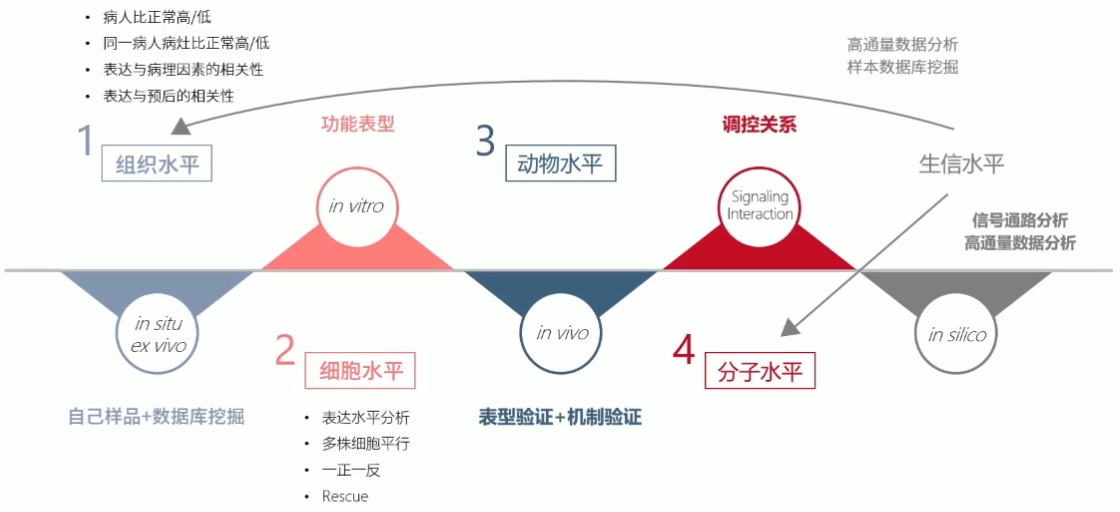 • 病人比正常高/低
• 同一病人病灶比正常高/低
• 表达与病理因素的相关性
• 表达与预后的相关性
高通量数据分析
样本数据库挖掘
1
组织水平
功能表型
3
动物水平
调控关系
生信水平
in vitro
Signaling
Interaction
信号通路分析
高通量数据分析
in situ
ex vivo
2
细胞水平
in vivo
4
分子水平
in silico
自己样品+数据库挖掘
• 表达水平分析
• 多株细胞平行
• 一正一反
• Rescue
表型验证+机制验证